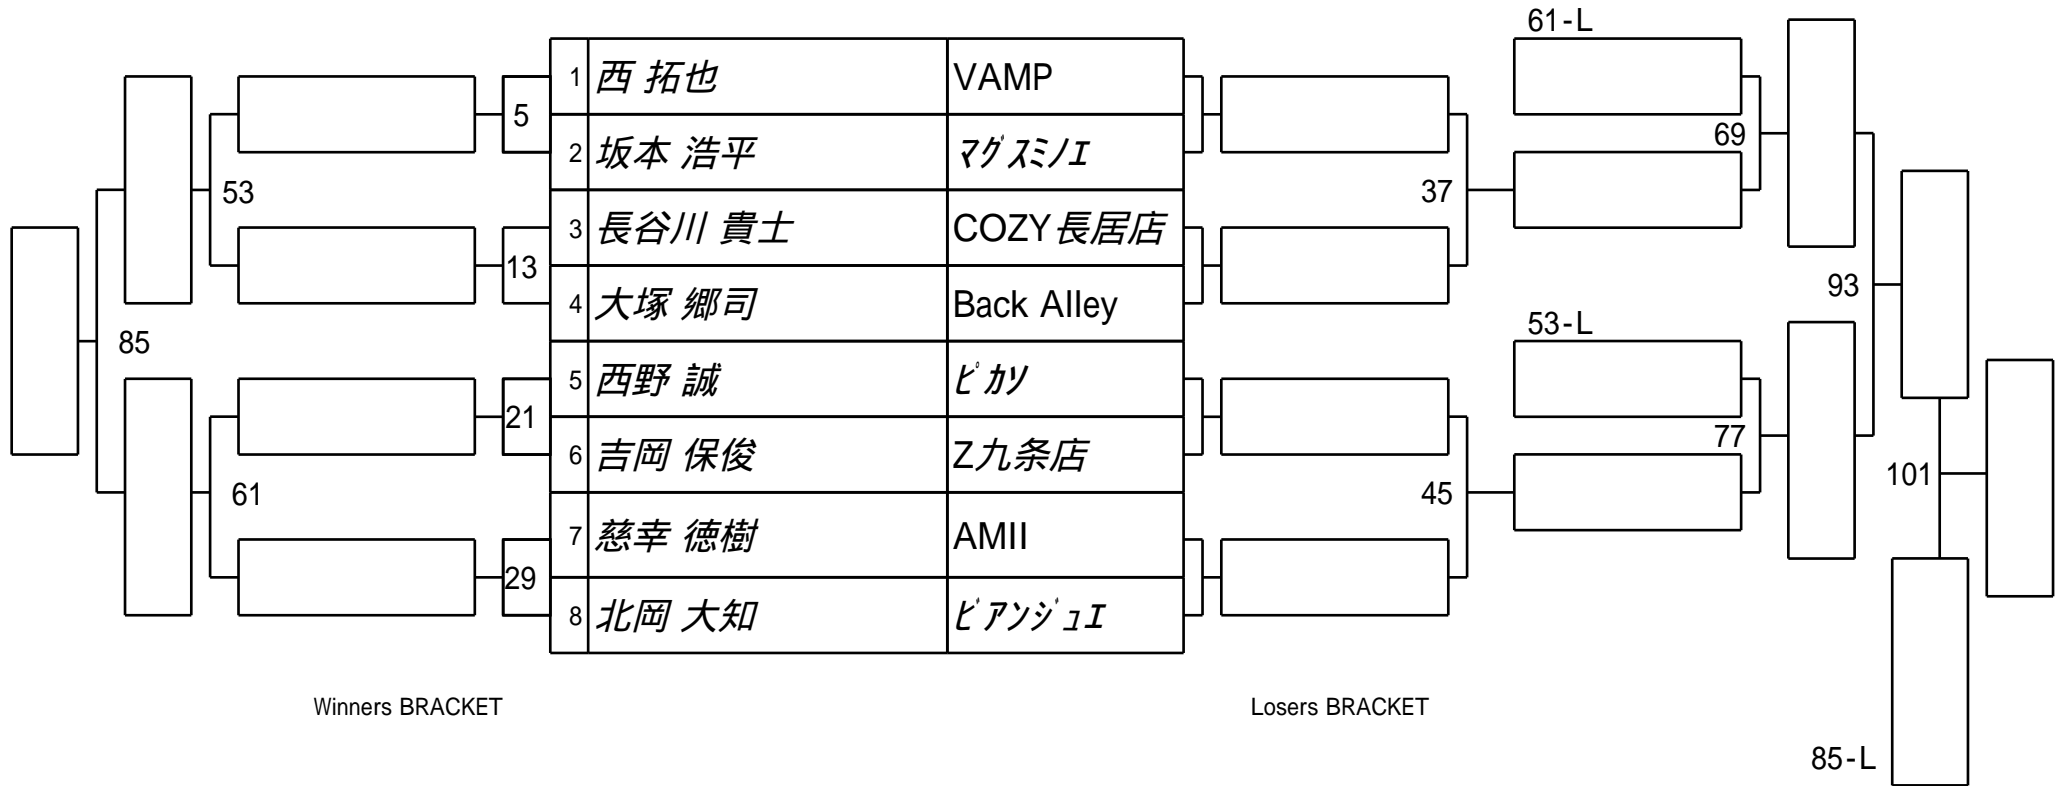 61-L
1 西 拓也 VAMP
5
2 坂本 浩平 マグスミノエ
69
53
37
3 長谷川 貴士 COZY長居店
13
4 大塚 郷司 Back Alley
93
85
53-L
5 西野 誠 ピカソ
21
6 吉岡 保俊 Z九条店
77
61
45
101
7 慈幸 徳樹 AMII
29
8 北岡 大知 ビアンジュエ
Winners BRACKET
Losers BRACKET
85-L